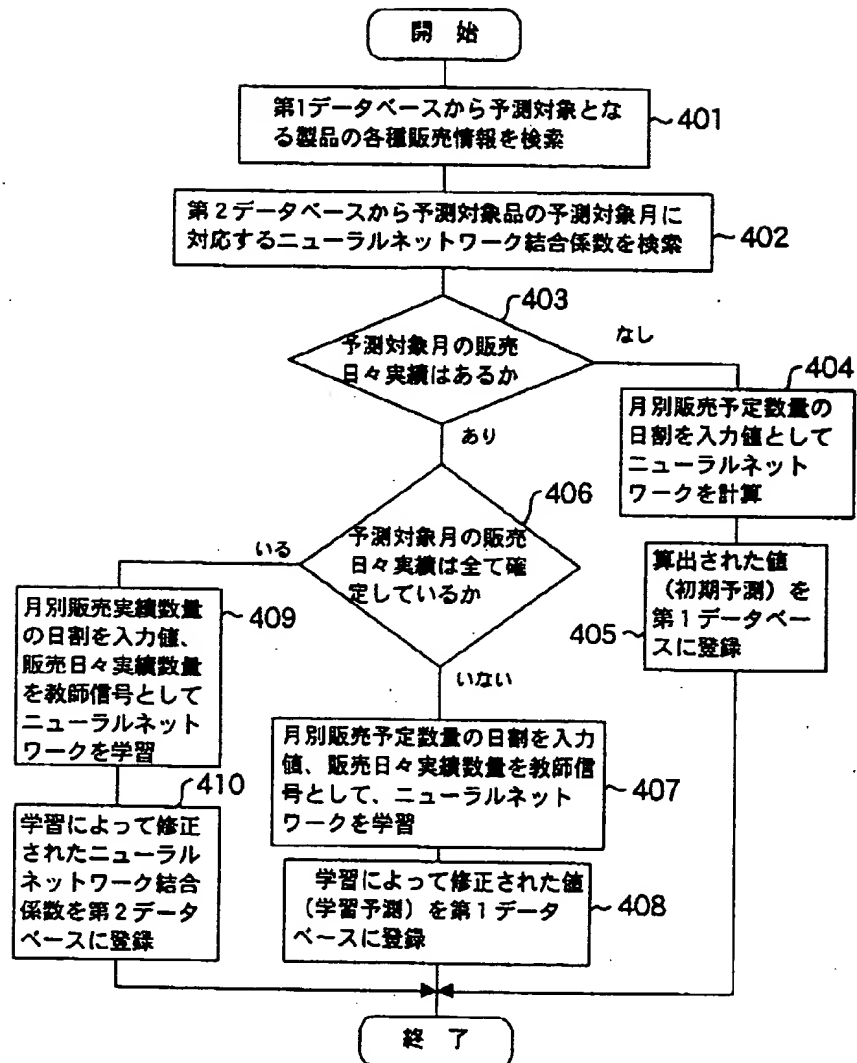 開 始
第1データベースから予測対象とな
る製品の各種販売情報を検索
401
第2データベースから予測対象品の予測対象月に
対応するニューラルネットワーク結合係数を検索
402
403
予測対象月の販売
日々実績はあるか
なし
あり
404
月別販売予定数量の
日割を入力値として
ニューラルネット
ワークを計算
406
予測対象月の販売
日々実績は全て確
定しているか
いる
いない
算出された値
(初期予測)を
第1データベー
スに登録
405
月別販売実績数量
の日割を入力値、
販売日々実績数量
を教師信号として
ニューラルネット
ワークを学習
409
月別販売予定数量の日割を入力
値、販売日々実績数量を教師信
号として、ニューラルネット
ワークを学習
407
410
学習によって修正
されたニューラル
ネットワーク結合
係数を第2データ
ベースに登録
学習によって修正された値
(学習予測)を第1データ
ベースに登録
408
終 了